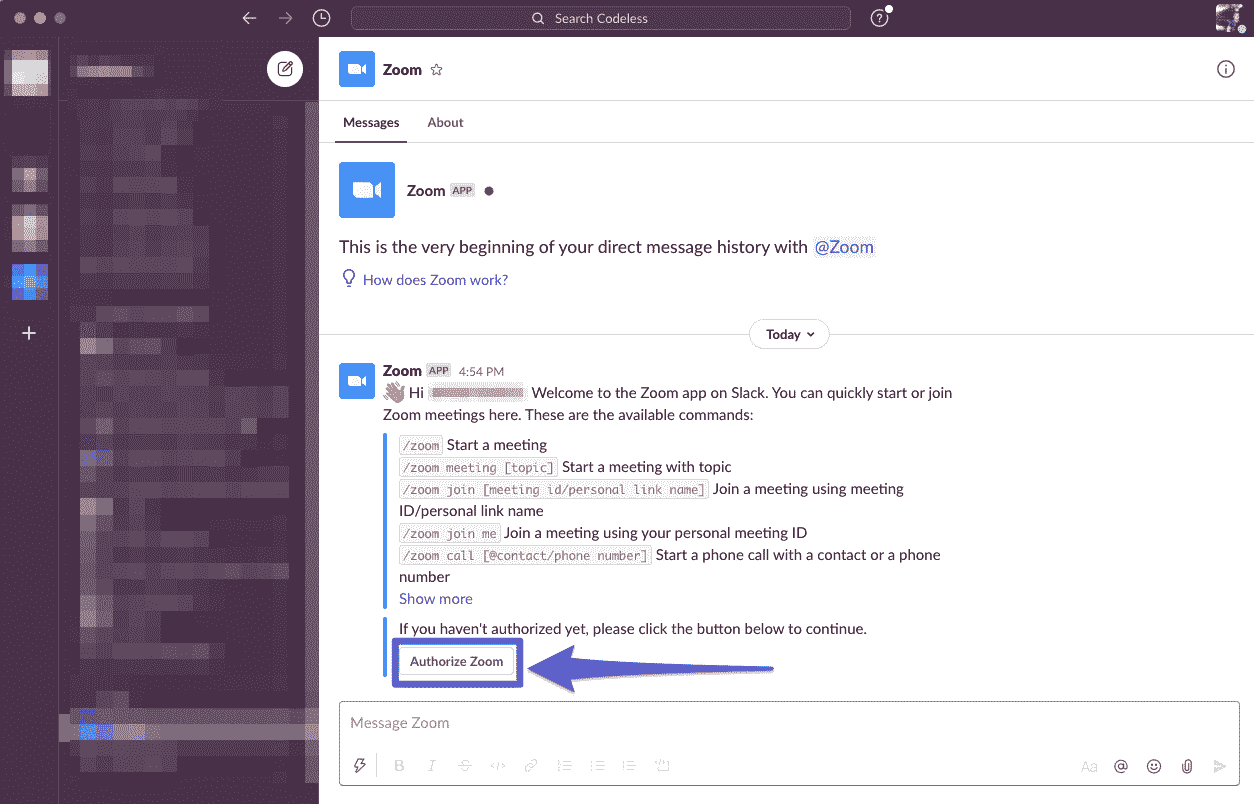 Search Codeless
Zoom
Messages About
Zoom APP
This is the very beginning of your direct message history with @Zoom
How does Zoom work?
Today
Zoom APP 4:54 PM
Hi Welcome to the Zoom app on Slack. You can quickly start or join
Zoom meetings here. These are the available commands:
/zoom Start a meeting
/zoom meeting [topic] Start a meeting with topic
/zoom join [meeting id/personal link name] Join a meeting using meeting
ID/personal link name
/zoom join me Join a meeting using your personal meeting ID
/zoom call [@contact/phone number] Start a phone call with a contact or a phone
number
Show more
If you haven't authorized yet, please click the button below to continue.
Authorize Zoom
Message Zoom
B I S </> Aa @